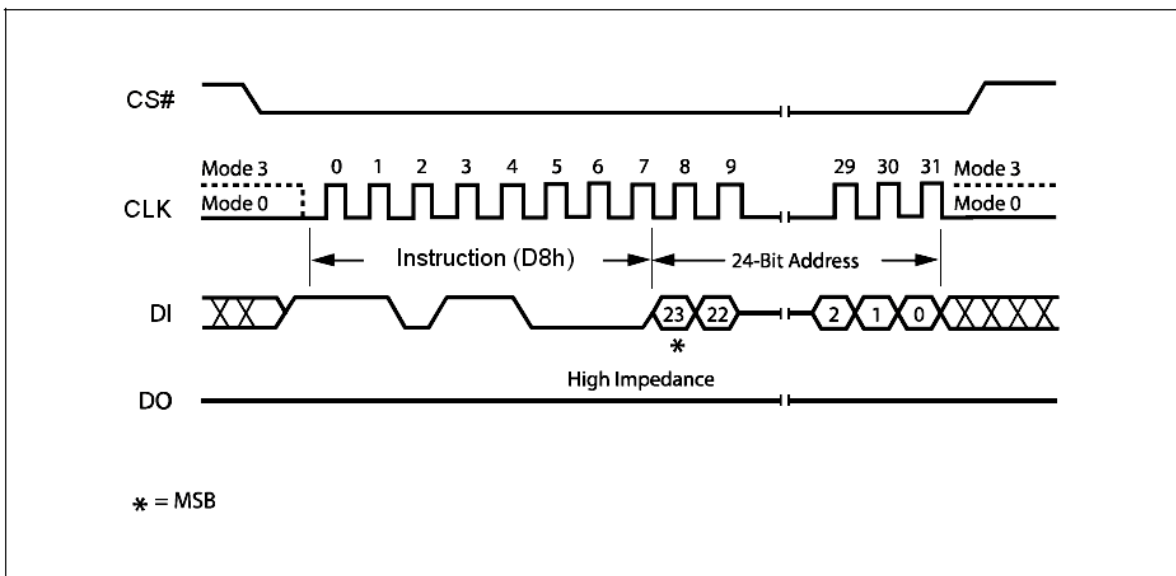 CS#
Mode 3 0 1 2 3 4 5 6 7 8 9 29 30 31 Mode 3
CLK Mode 0 Mode 0
Instruction (D8h) 24-Bit Address
DI 23 22 2 1 0
*
High Impedance
DO
* = MSB